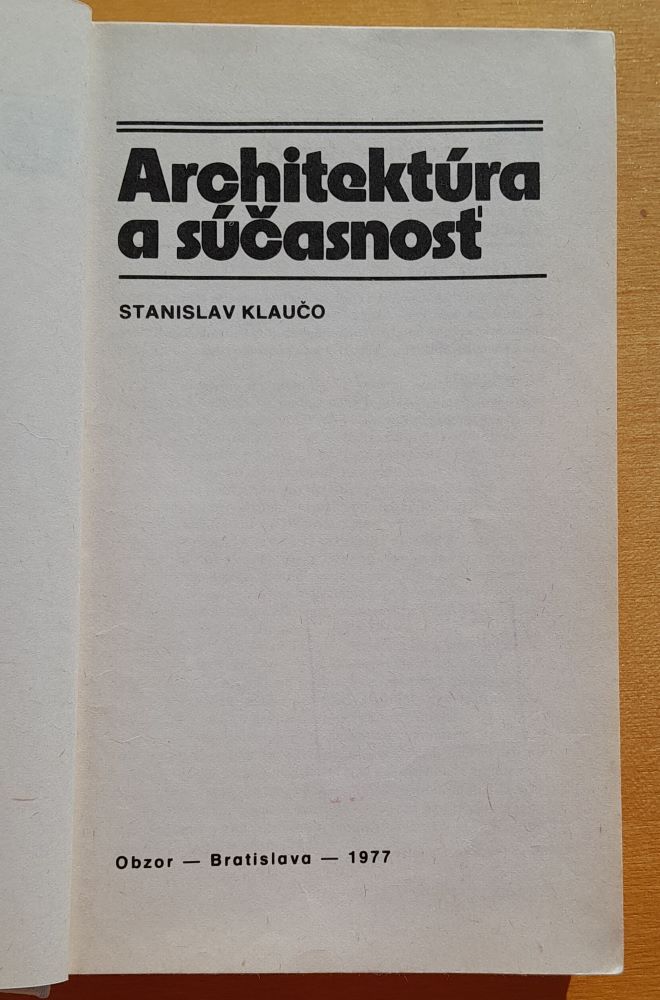 Architektúra
a súčasnosť
STANISLAV KLAUČO
Obzor — Bratislava — 1977